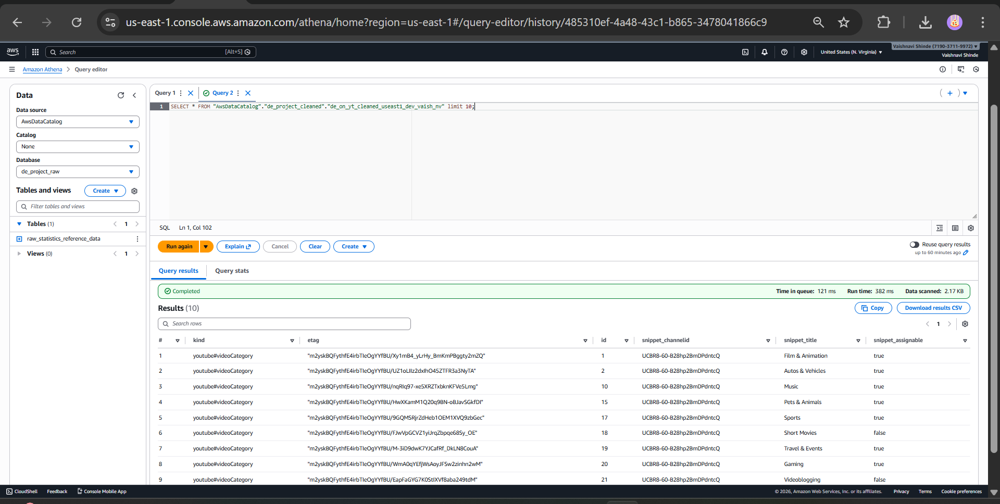 us-east-1.console.aws.amazon.com/athena/home?region=us-east-1#/query-editor/history/485310ef-4a48-43c1-b865-3478041866c9
aws Search [Alt+S] United States (N. Virginia) Vaishnavi Shinde (7190-3711-9972)
Vaishnavi Shinde
Amazon Athena > Query editor
Data
Data source
AwsDataCatalog
Catalog
None
Database
de_project_raw
Tables and views Create
Filter tables and views
Tables (1) < 1 >
raw_statistics_reference_data
Views (0) < 1 >
Query 1 Query 2
1 SELECT * FROM "AwsDataCatalog"."de_project_cleaned"."de_on_yt_cleaned_useast1_dev_vaish_nv" limit 10;
SQL Ln 1, Col 102
Run again Explain Cancel Clear Create
Reuse query results
up to 60 minutes ago
Query results Query stats
Completed Time in queue: 121 ms Run time: 382 ms Data scanned: 2.17 KB
Results (10) Copy Download results CSV
Search rows < 1 >
# kind etag id snippet_channelid snippet_title snippet_assignable
1 youtube#videoCategory "m2yskBQFythfE4irbTIeOgYYfBU/Xy1mB4_yLrHy_BmKmPBggty2mZQ" 1 UCBR8-60-B28hp2BmDPdntcQ Film & Animation true
2 youtube#videoCategory "m2yskBQFythfE4irbTIeOgYYfBU/UZ1oLIIz2dxIhO45ZTFR3a3NyTA" 2 UCBR8-60-B28hp2BmDPdntcQ Autos & Vehicles true
3 youtube#videoCategory "m2yskBQFythfE4irbTIeOgYYfBU/nqRIq97-xe5XRZTxbknKFVe5Lmg" 10 UCBR8-60-B28hp2BmDPdntcQ Music true
4 youtube#videoCategory "m2yskBQFythfE4irbTIeOgYYfBU/HwXKamM1Q20q9BN-oBJavSGkfDI" 15 UCBR8-60-B28hp2BmDPdntcQ Pets & Animals true
5 youtube#videoCategory "m2yskBQFythfE4irbTIeOgYYfBU/9GQMSRjrZdHeb1OEM1XVQ9zbGec" 17 UCBR8-60-B28hp2BmDPdntcQ Sports true
6 youtube#videoCategory "m2yskBQFythfE4irbTIeOgYYfBU/FJwVpGCVZ1yiJrqZbpqe68Sy_OE" 18 UCBR8-60-B28hp2BmDPdntcQ Short Movies false
7 youtube#videoCategory "m2yskBQFythfE4irbTIeOgYYfBU/M-3iD9dwK7YJCafRf_DkLN8CouA" 19 UCBR8-60-B28hp2BmDPdntcQ Travel & Events true
8 youtube#videoCategory "m2yskBQFythfE4irbTIeOgYYfBU/WmA0qYEfjWsAoyJFSw2zinhn2wM" 20 UCBR8-60-B28hp2BmDPdntcQ Gaming true
9 youtube#videoCategory "m2yskBQFythfE4irbTIeOgYYfBU/EapFaGYG7K0StIXVf8aba249tdM" 21 UCBR8-60-B28hp2BmDPdntcQ Videoblogging false
CloudShell Feedback Console Mobile App © 2026, Amazon Web Services, Inc. or its affiliates. Privacy Terms Cookie preferences